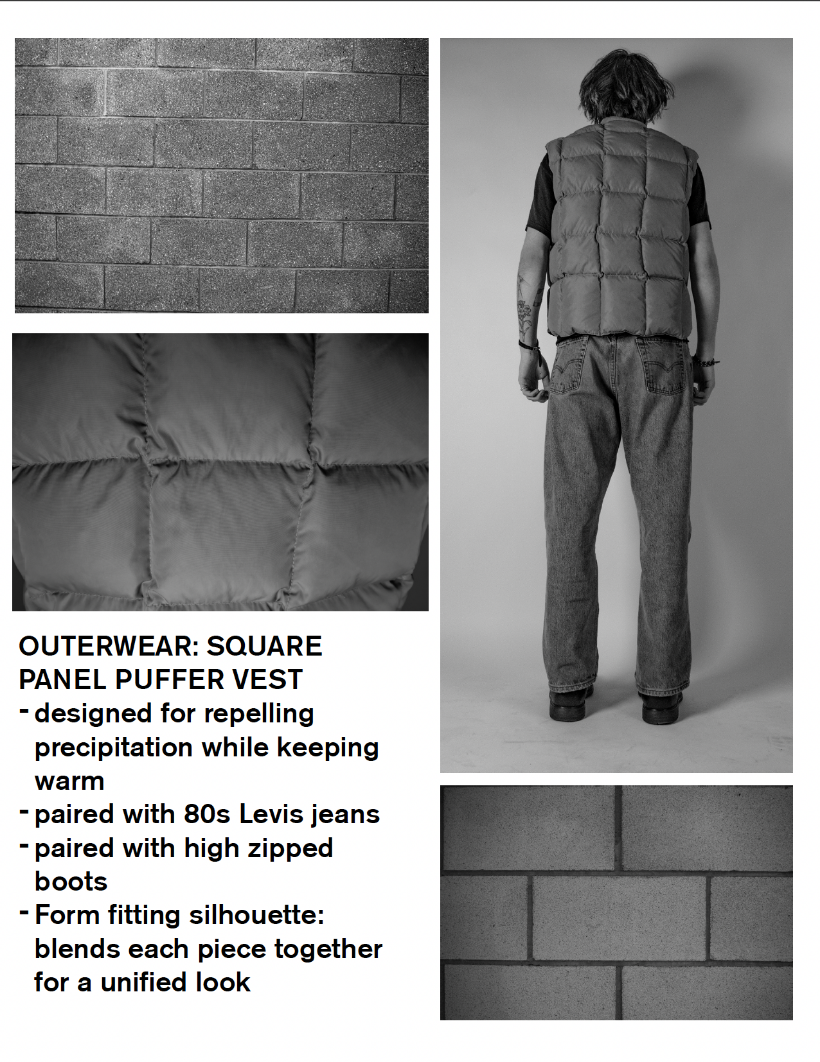 OUTERWEAR: SQUARE
PANEL PUFFER VEST
- designed for repelling
precipitation while keeping
warm
- paired with 80s Levis jeans
- paired with high zipped
boots
- Form fitting silhouette:
blends each piece together
for a unified look